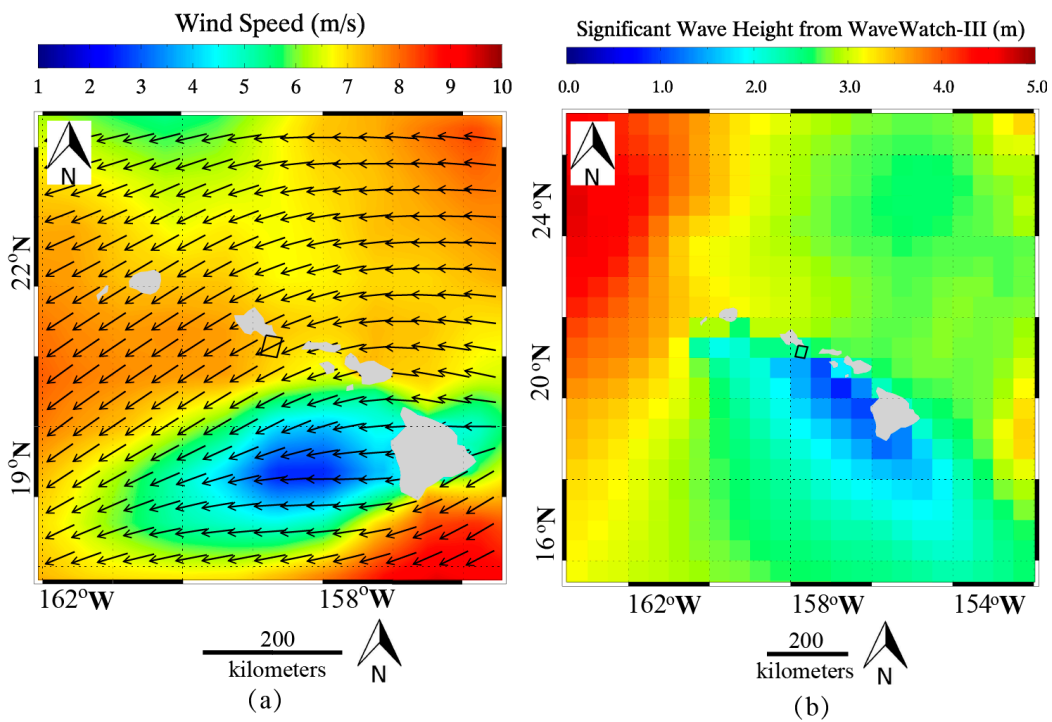 Wind Speed (m/s)
1 2 3 4 5 6 7 8 9 10
N
22°N
19°N
162°W 158°W
200
kilometers
N
(a)
Significant Wave Height from WaveWatch-III (m)
0.0 1.0 2.0 3.0 4.0 5.0
N
24°N
20°N
16°N
162°W 158°W 154°W
200
kilometers
N
(b)